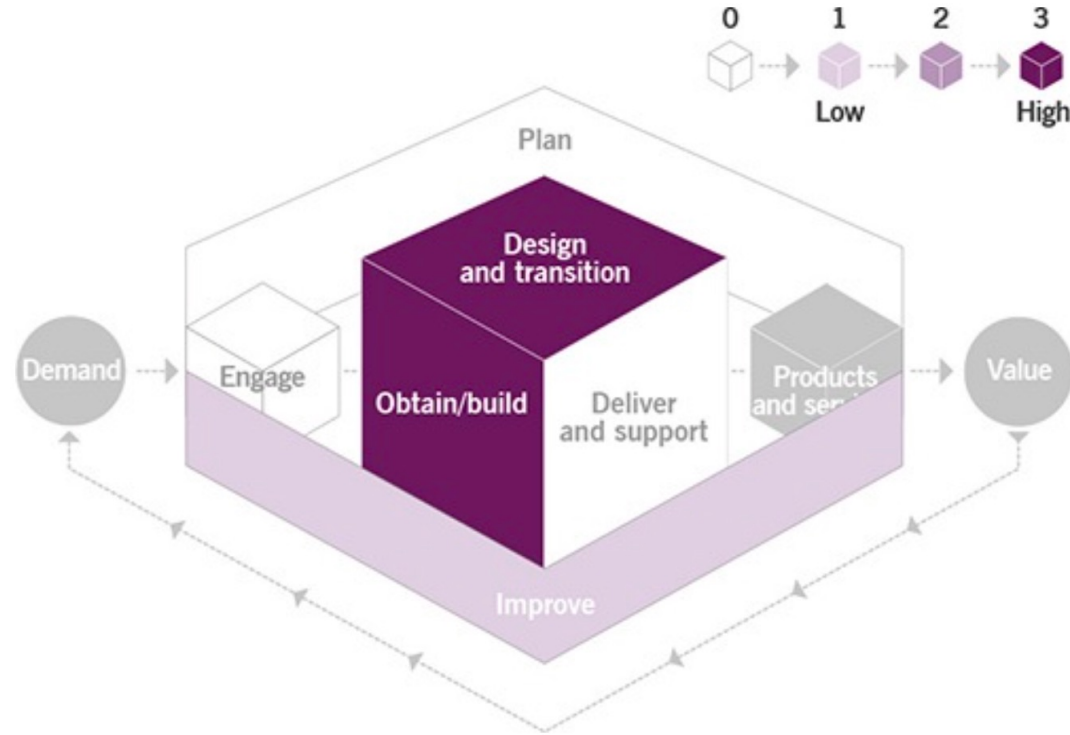 0 1 2 3
Low High
Plan
Design
and transition
Demand
Engage
Obtain/build
Deliver
and support
Products
and
Value
Improve